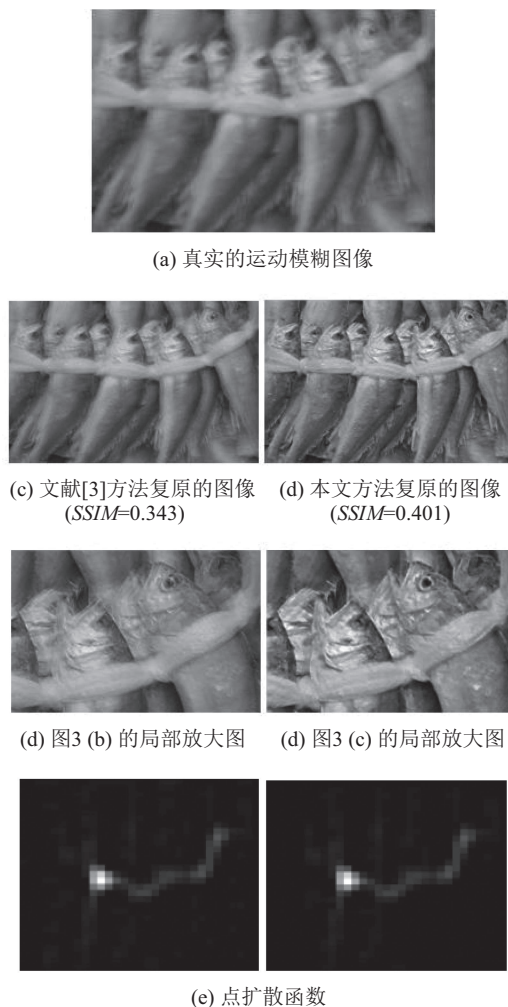 (a) 真实的运动模糊图像
(c) 文献[3]方法复原的图像
(SSIM=0.343)
(d) 本文方法复原的图像
(SSIM=0.401)
(d) 图3 (b) 的局部放大图
(d) 图3 (c) 的局部放大图
(e) 点扩散函数